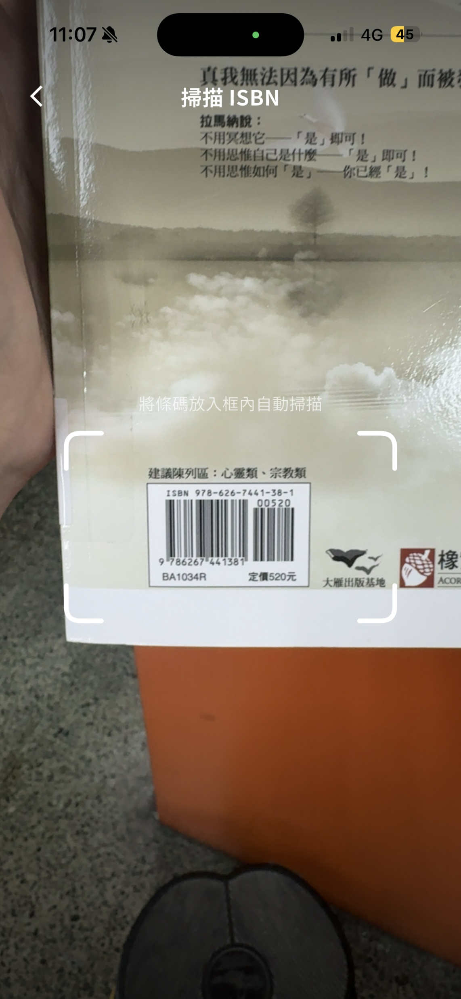 11:07
4G
45
真我無法因為有所「做」而被
掃描 ISBN
拉馬納說：
不用冥想它——「是」即可！
不用思惟自己是什麼——「是」即可！
不用思惟如何「是」——你已經「是」！
將條碼放入框內自動掃描
建議陳列區：心靈類、宗教類
ISBN 978-626-7441-38-1
00520
9 786267 441381
BA1034R 定價520元
大雁出版基地
橡
ACOR